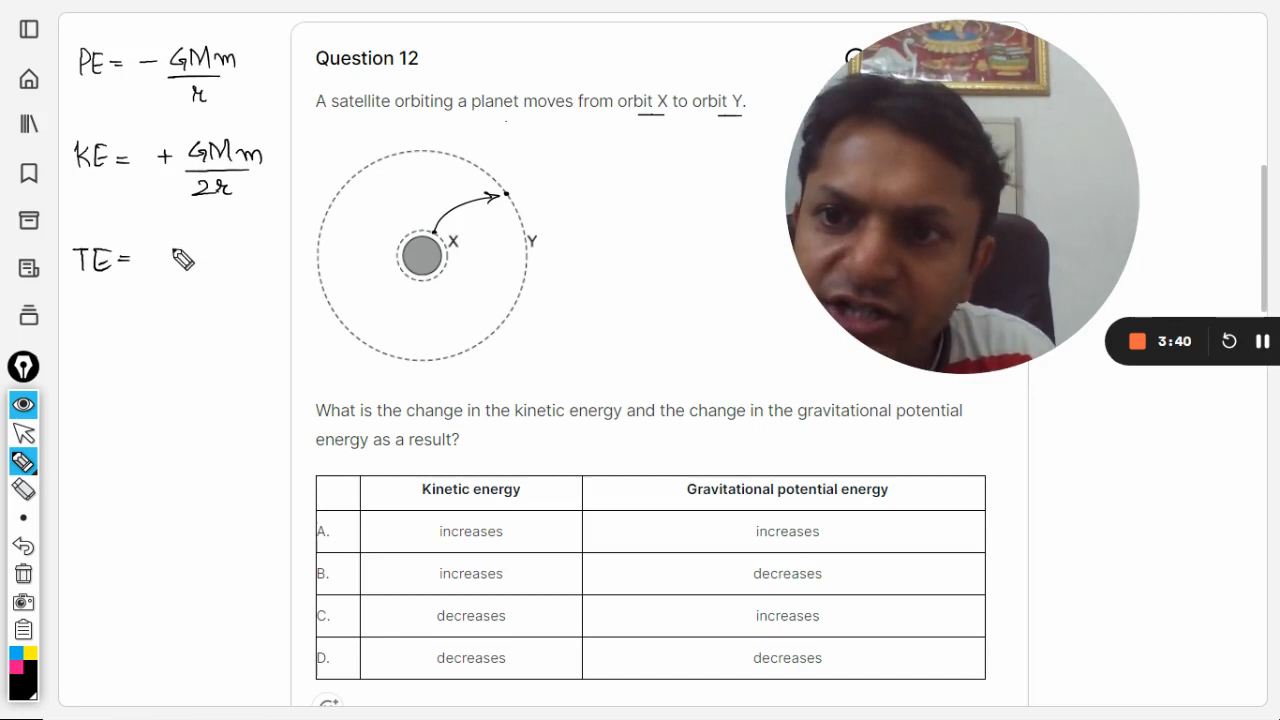 PE = - GMm / r
KE = + GMm / 2r
TE =
Question 12
A satellite orbiting a planet moves from orbit X to orbit Y.
X
Y
3:40
What is the change in the kinetic energy and the change in the gravitational potential
energy as a result?
Kinetic energy Gravitational potential energy
A. increases increases
B. increases decreases
C. decreases increases
D. decreases decreases